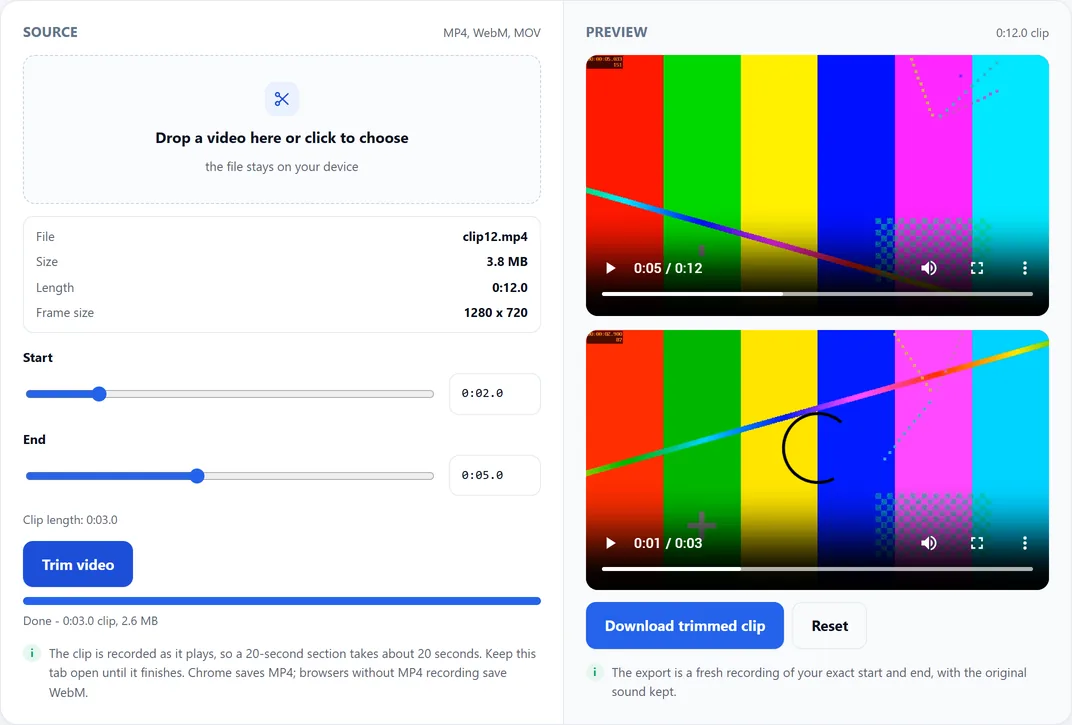 SOURCE
MP4, WebM, MOV
Drop a video here or click to choose
the file stays on your device
File clip12.mp4
Size 3.8 MB
Length 0:12.0
Frame size 1280 x 720
Start
0:02.0
End
0:05.0
Clip length: 0:03.0
Trim video
Done - 0:03.0 clip, 2.6 MB
i The clip is recorded as it plays, so a 20-second section takes about 20 seconds. Keep this
tab open until it finishes. Chrome saves MP4; browsers without MP4 recording save
WebM.
PREVIEW
0:12.0 clip
0:05 / 0:12
0:01 / 0:03
Download trimmed clip
Reset
i The export is a fresh recording of your exact start and end, with the original
sound kept.